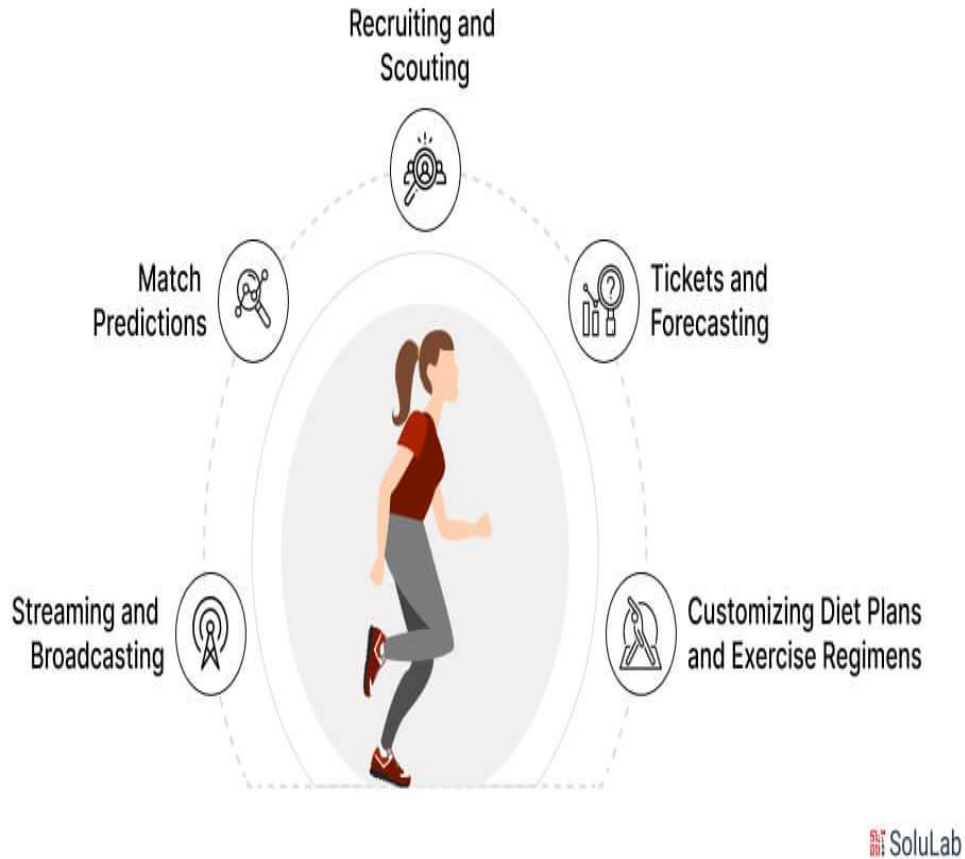 Recruiting and
Scouting
Match
Predictions
Tickets and
Forecasting
Streaming and
Broadcasting
Customizing Diet Plans
and Exercise Regimens
SoluLab